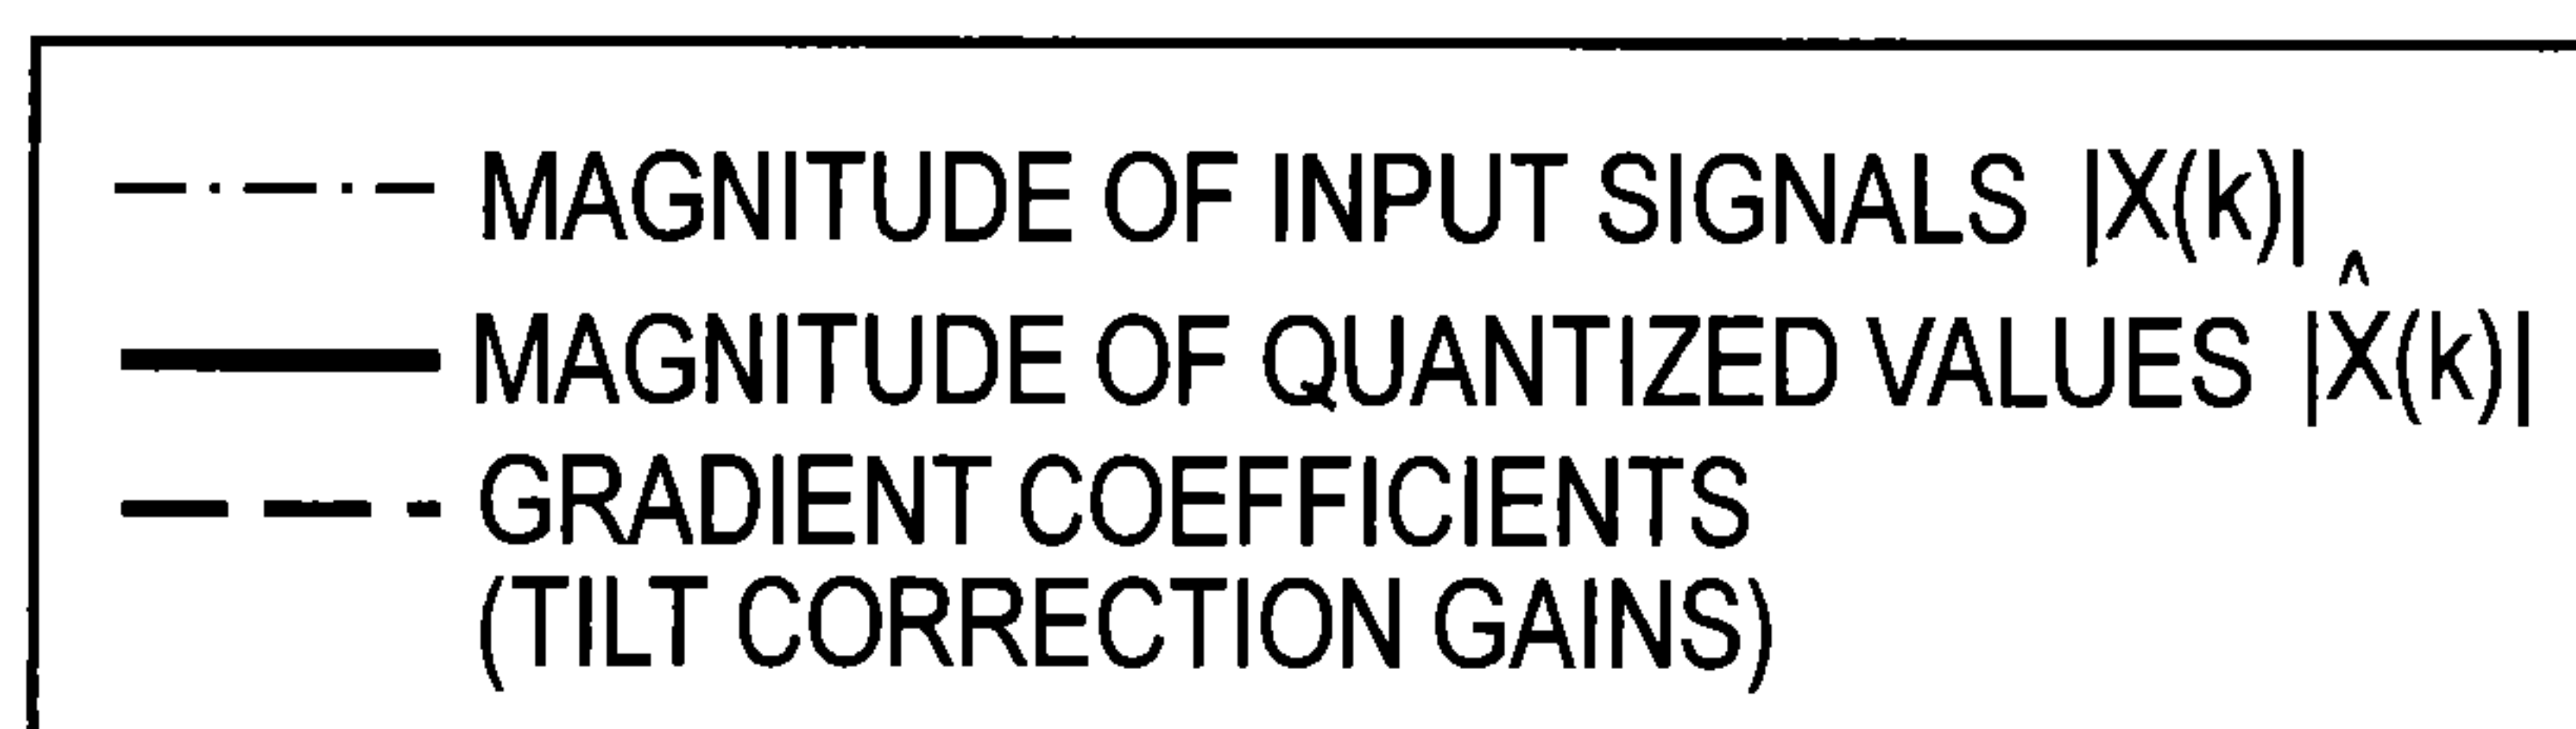 MAGNITUDE OF INPUT SIGNALS |X(k)|
MAGNITUDE OF QUANTIZED VALUES |X̂(k)|
GRADIENT COEFFICIENTS
(TILT CORRECTION GAINS)